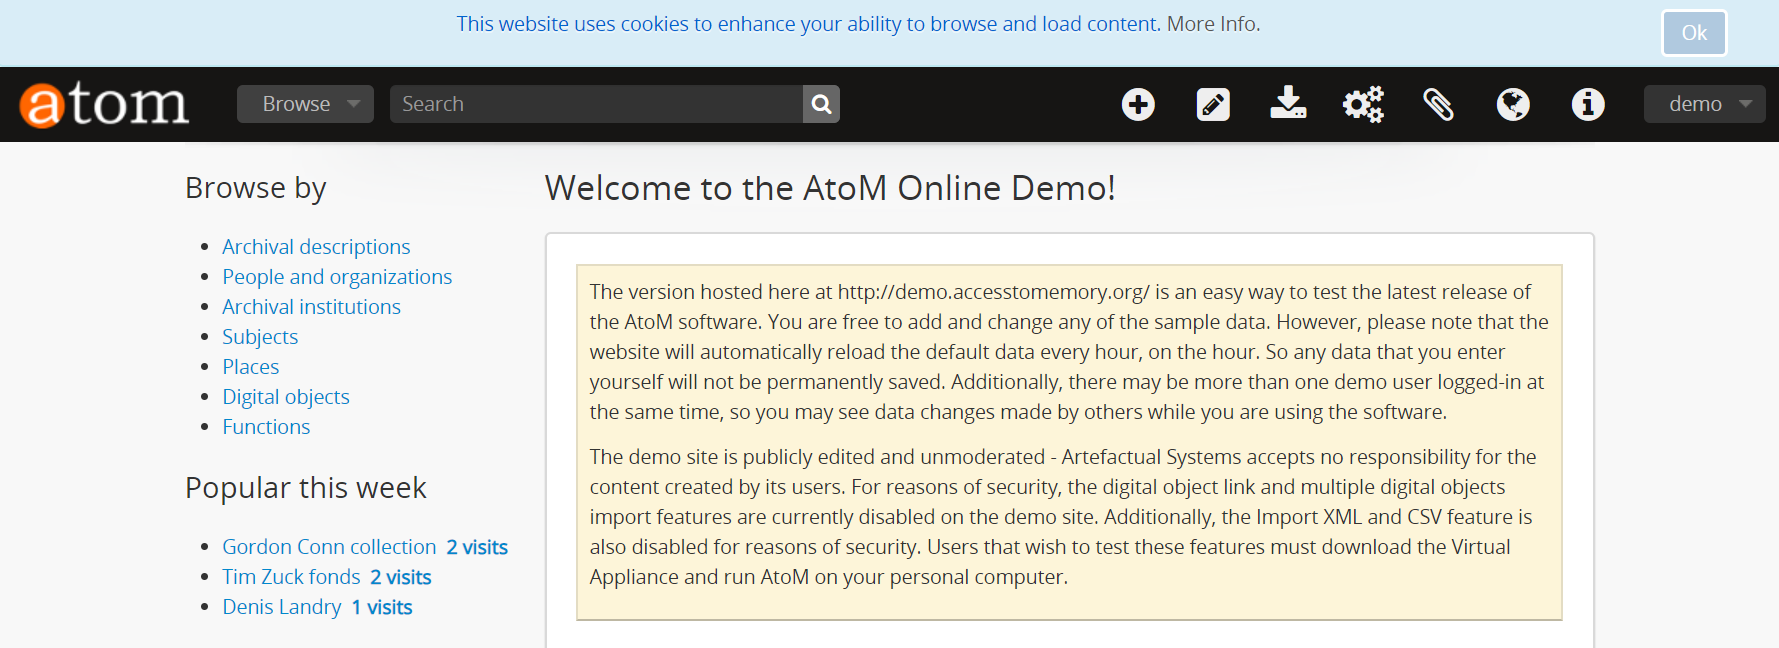 This website uses cookies to enhance your ability to browse and load content. More Info.
Ok
atom
Browse
Search
demo
Browse by
Archival descriptions
People and organizations
Archival institutions
Subjects
Places
Digital objects
Functions
Popular this week
Gordon Conn collection 2 visits
Tim Zuck fonds 2 visits
Denis Landry 1 visits
Welcome to the AtoM Online Demo!
The version hosted here at http://demo.accesstomemory.org/ is an easy way to test the latest release of
the AtoM software. You are free to add and change any of the sample data. However, please note that the
website will automatically reload the default data every hour, on the hour. So any data that you enter
yourself will not be permanently saved. Additionally, there may be more than one demo user logged-in at
the same time, so you may see data changes made by others while you are using the software.
The demo site is publicly edited and unmoderated - Artefactual Systems accepts no responsibility for the
content created by its users. For reasons of security, the digital object link and multiple digital objects
import features are currently disabled on the demo site. Additionally, the Import XML and CSV feature is
also disabled for reasons of security. Users that wish to test these features must download the Virtual
Appliance and run AtoM on your personal computer.